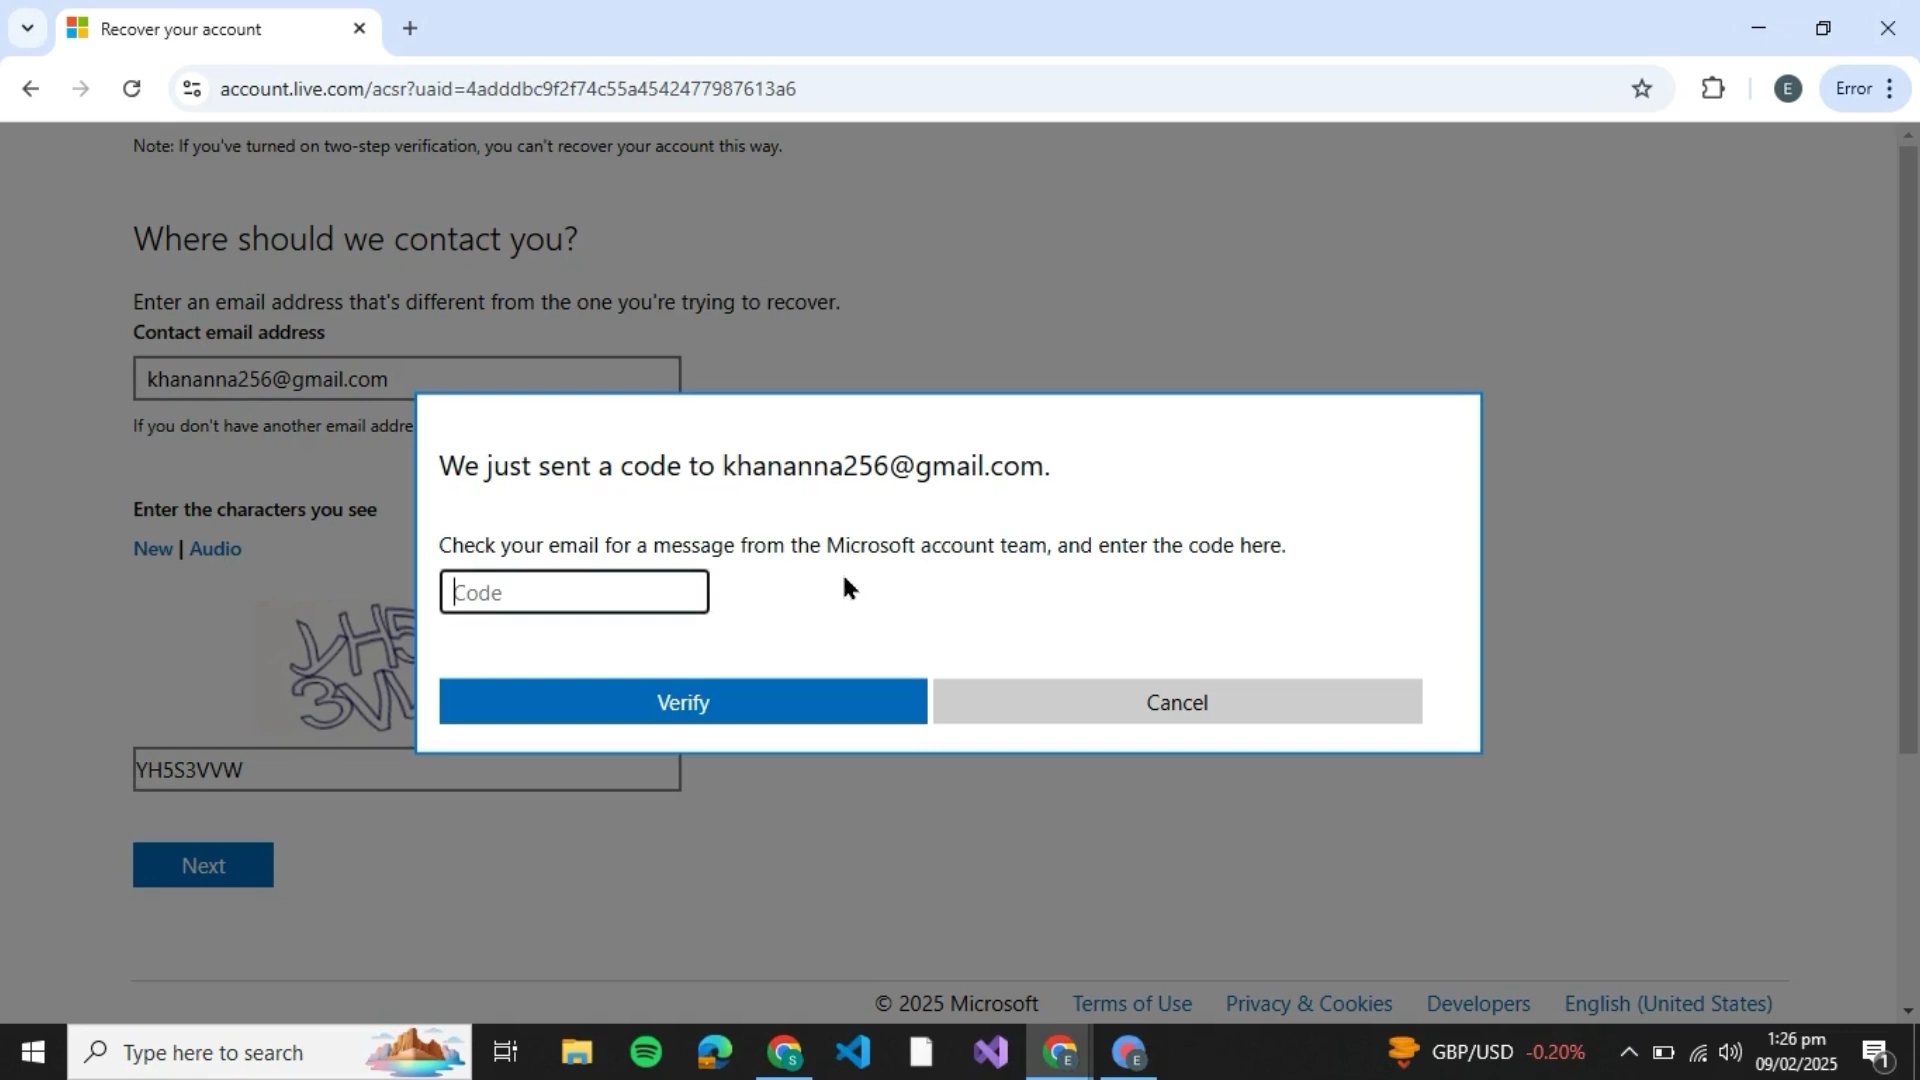 Recover your account
account.live.com/acsr?uaid=4adddbc9f2f74c55a4542477987613a6
E
Error
Note: If you've turned on two-step verification, you can't recover your account this way.
Where should we contact you?
Enter an email address that's different from the one you're trying to recover.
Contact email address
khananna256@gmail.com
If you don't have another email addre
We just sent a code to khananna256@gmail.com.
Enter the characters you see
New | Audio
Check your email for a message from the Microsoft account team, and enter the code here.
Code
YH5
3V
Verify
Cancel
YH5S3VVW
Next
© 2025 Microsoft
Terms of Use
Privacy & Cookies
Developers
English (United States)
Type here to search
S
E
E
GBP/USD -0.20%
1:26 pm
09/02/2025
1